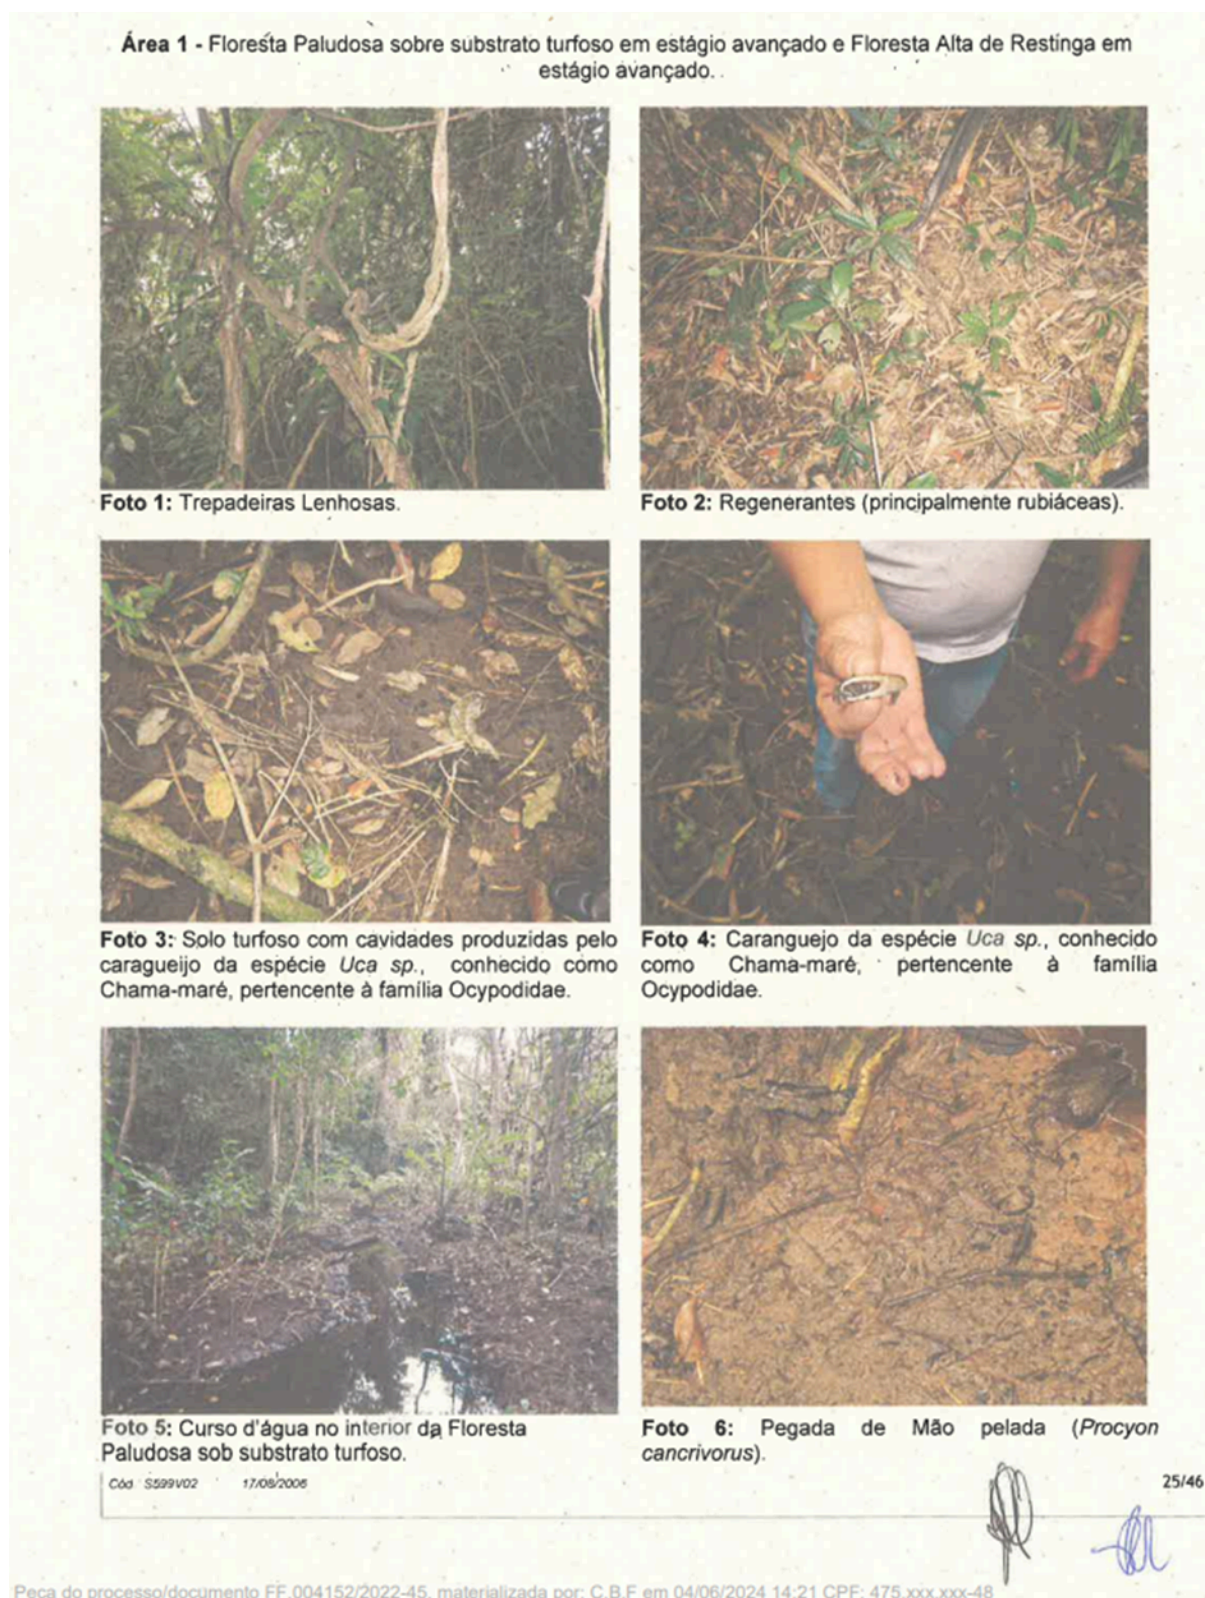 Área 1 - Floresta Paludosa sobre substrato turfoso em estágio avançado e Floresta Alta de Restinga em
estágio avançado.
Foto 1: Trepadeiras Lenhosas.
Foto 2: Regenerantes (principalmente rubiáceas).
Foto 3: Solo turfoso com cavidades produzidas pelo
caragueijo da espécie Uca sp., conhecido como
Chama-maré, pertencente à família Ocypodidae.
Foto 4: Caranguejo da espécie Uca sp., conhecido
como Chama-maré, pertencente à família
Ocypodidae.
Foto 5: Curso d'água no interior da Floresta
Paludosa sob substrato turfoso.
Foto 6: Pegada de Mão pelada (Procyon
cancrivorus).
Cód S599V02 17/08/2006
25/46
Peça do processo/documento FF.004152/2022-45, materializada por: C.B.F em 04/06/2024 14:21 CPF: 475.xxx.xxx-48